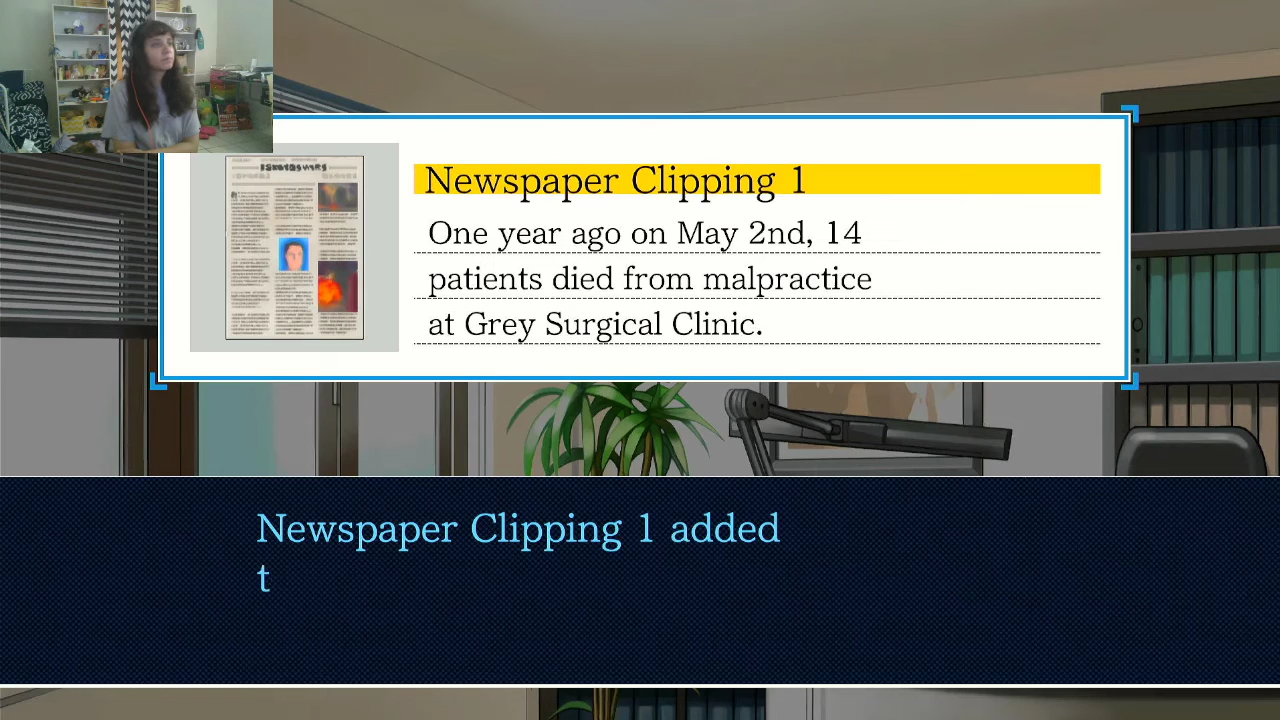 Newspaper Clipping 1
One year ago on May 2nd, 14
patients died from malpractice
at Grey Surgical Clinic.
Newspaper Clipping 1 added
t